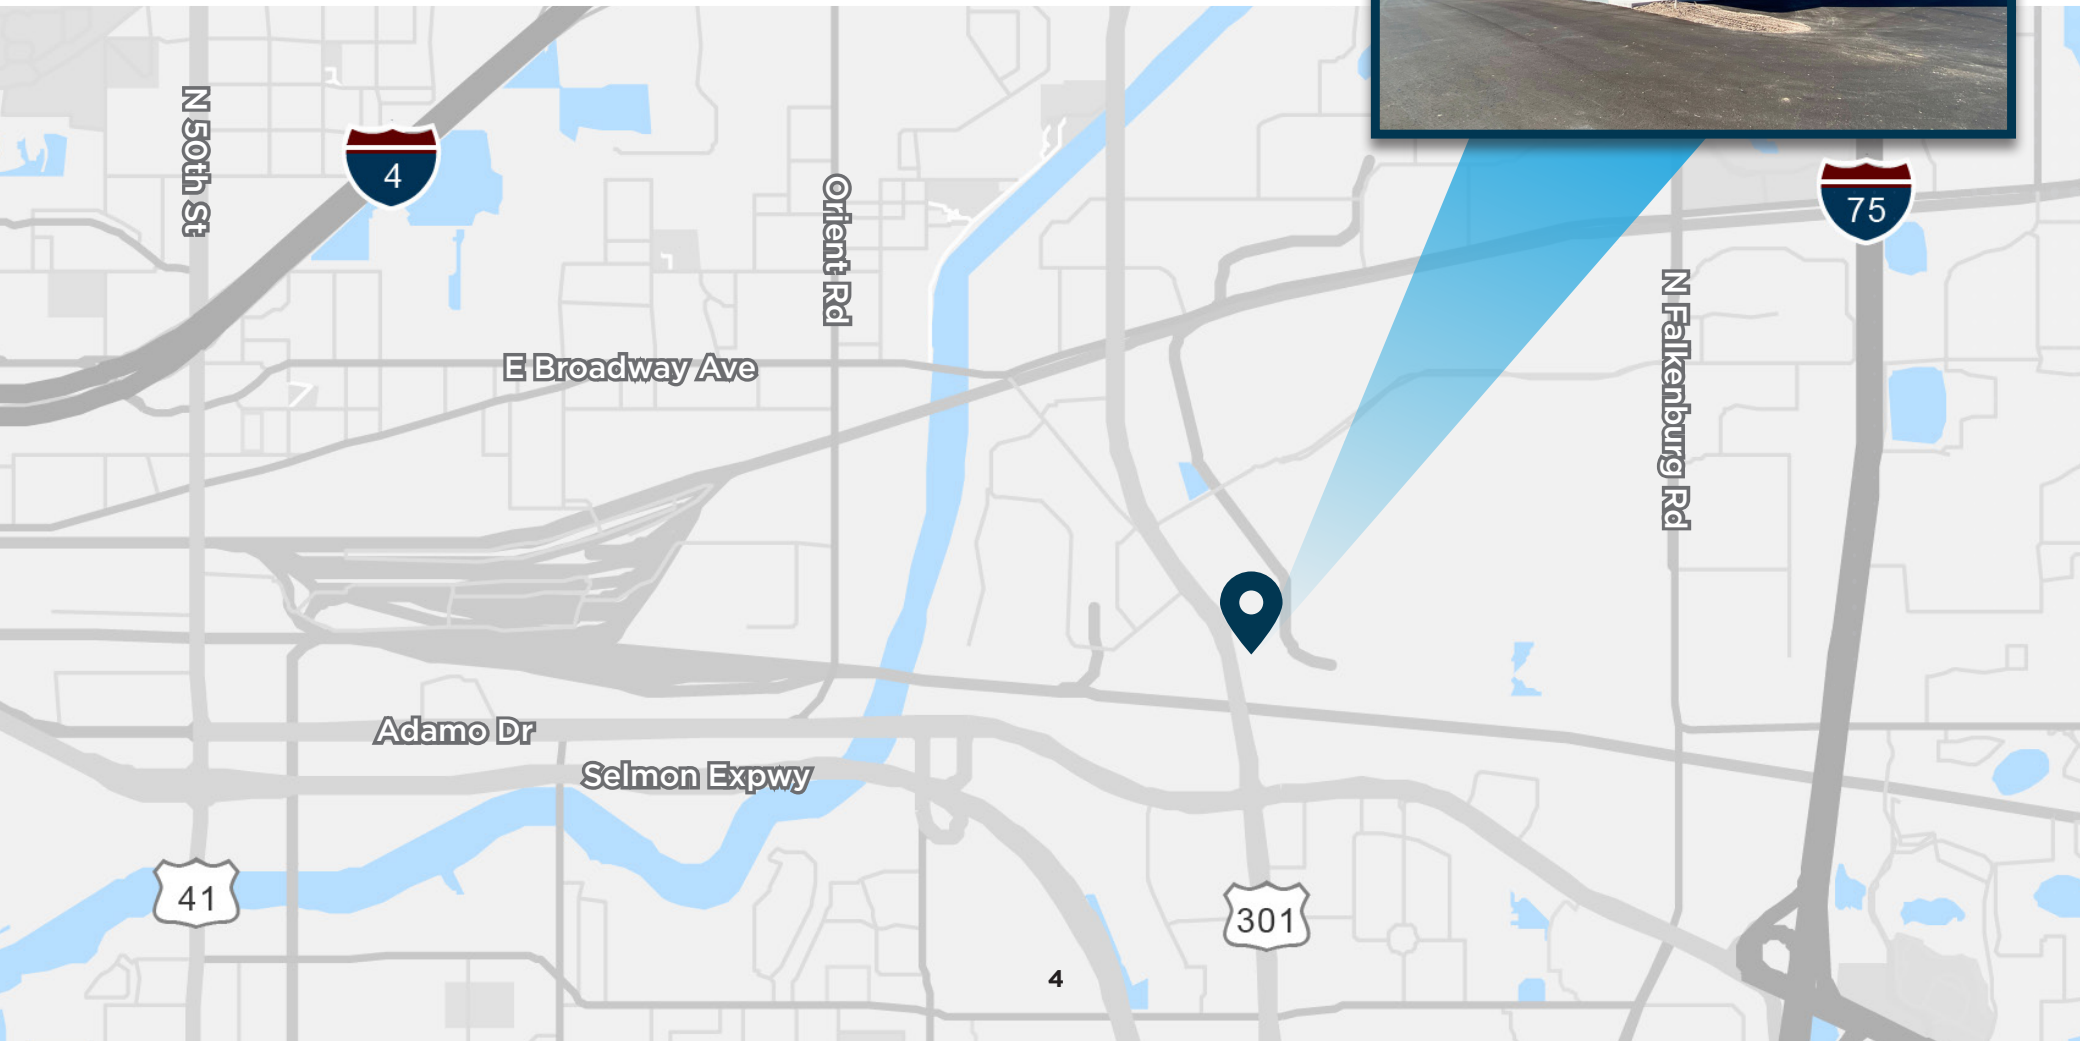 N 50th St
4
Orient Rd
75
N Falkenburg Rd
E Broadway Ave
Adamo Dr
Selmon Expwy
41
301
4